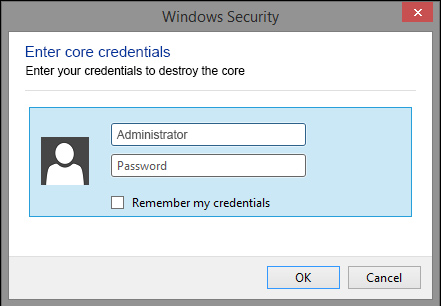 Windows Security
Enter core credentials
Enter your credentials to destroy the core
Administrator
Password
Remember my credentials
OK Cancel